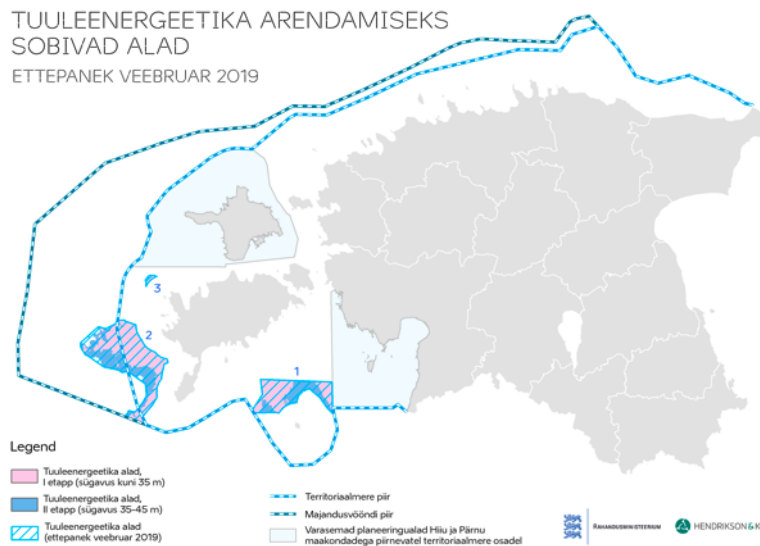 TUULEENERGEETIKA ARENDAMISEKS
SOBIVAD ALAD
ETTEPANEK VEEBRUAR 2019
3
2
1
Legend
Tuuleenergeetika alad,
I etapp (sügavus kuni 35 m)
Tuuleenergeetika alad,
II etapp (sügavus 35-45 m)
Tuuleenergeetika alad
(ettepanek veebruar 2019)
Territoriaalmere piir
Majandusvööndi piir
Varasemad planeeringualad Hiiu ja Pärnu
maakondadega piirnevatel territoriaalmere osadel
RAHANDUSMINISTEERIUM
HENDRIKSON&K